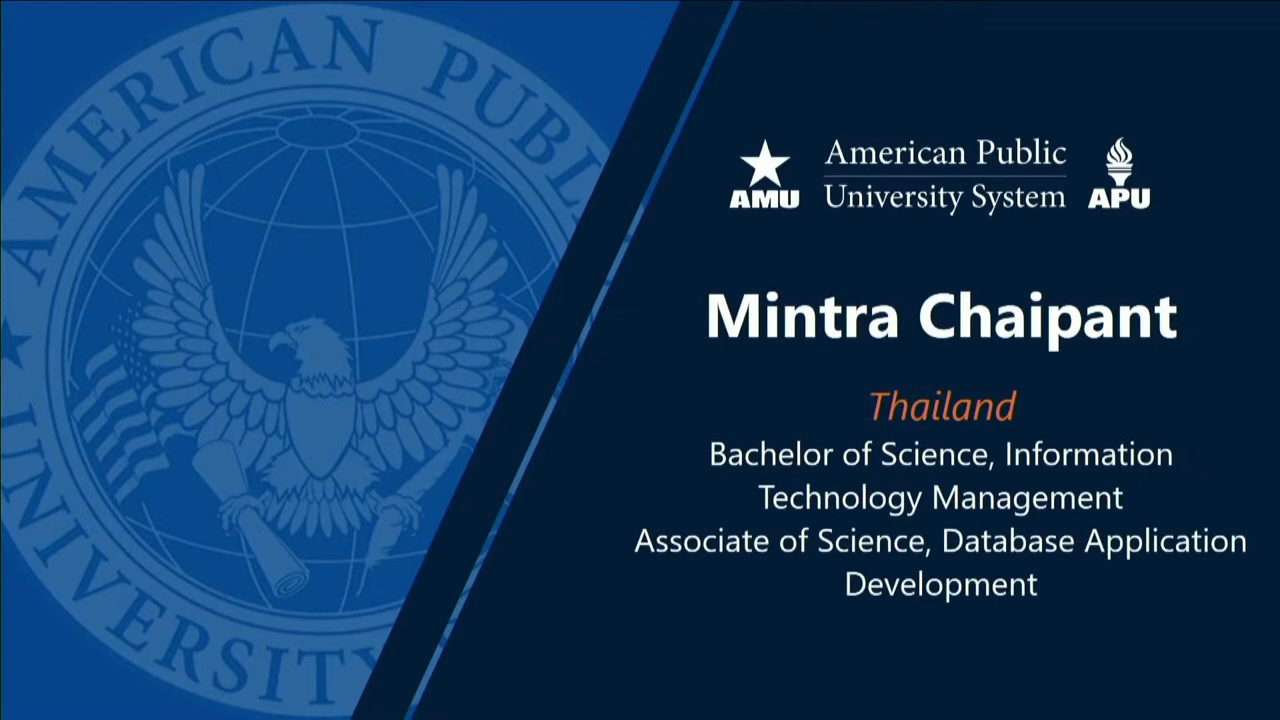 AMERICAN PUBLI
UNIVERSITY
American Public
University System
AMU
APU
Mintra Chaipant
Thailand
Bachelor of Science, Information
Technology Management
Associate of Science, Database Application
Development